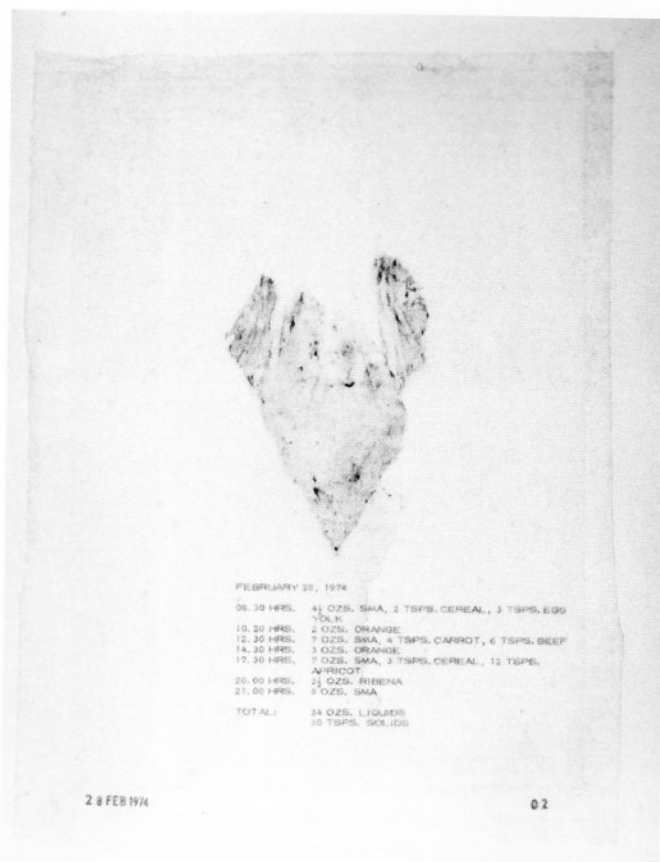 FEBRUARY 28, 1974
08.30 HRS. 4½ OZS. SMA, 2 TSPS. CEREAL, 3 TSPS. EGG
YOLK
10.30 HRS. 2 OZS. ORANGE
12.30 HRS. 7 OZS. SMA, 4 TSPS. CARROT, 6 TSPS. BEEF
14.30 HRS. 3 OZS. ORANGE
17.30 HRS. 7 OZS. SMA, 3 TSPS. CEREAL, 12 TSPS.
APRICOT
20.00 HRS. 2½ OZS. RIBENA
21.00 HRS. 8 OZS. SMA
TOTAL: 34 OZS. LIQUIDS
30 TSPS. SOLIDS
28 FEB 1974 02